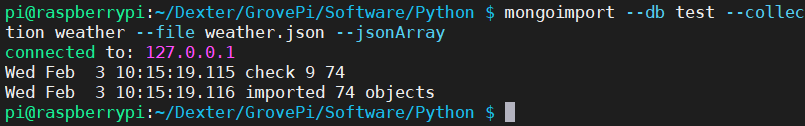 pi@raspberrypi:~/Dexter/GrovePi/Software/Python $ mongoimport --db test --collec
tion weather --file weather.json --jsonArray
connected to: 127.0.0.1
Wed Feb  3 10:15:19.115 check 9 74
Wed Feb  3 10:15:19.116 imported 74 objects
pi@raspberrypi:~/Dexter/GrovePi/Software/Python $